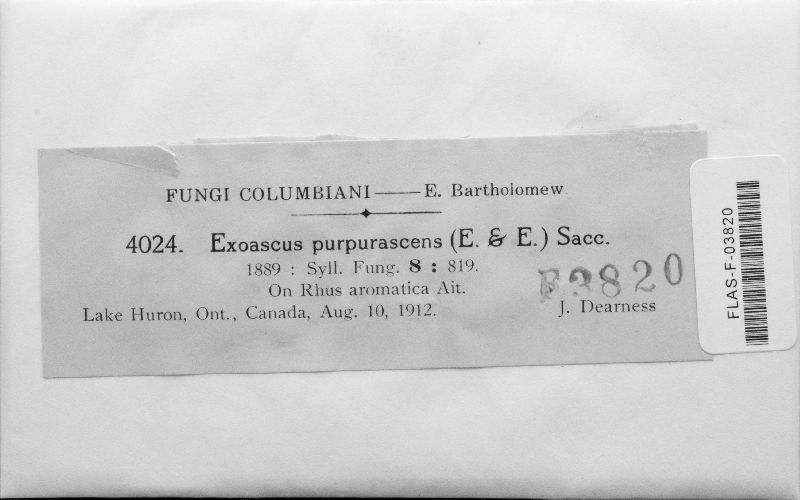 FUNGI COLUMBIANI——E. Bartholomew
4024. Exoascus purpurascens (E. & E.) Sacc.
1889 : Syll. Fung. 8 : 819.
On Rhus aromatica Ait.
F3820
Lake Huron, Ont., Canada, Aug. 10, 1912. J. Dearness
FLAS-F-03820